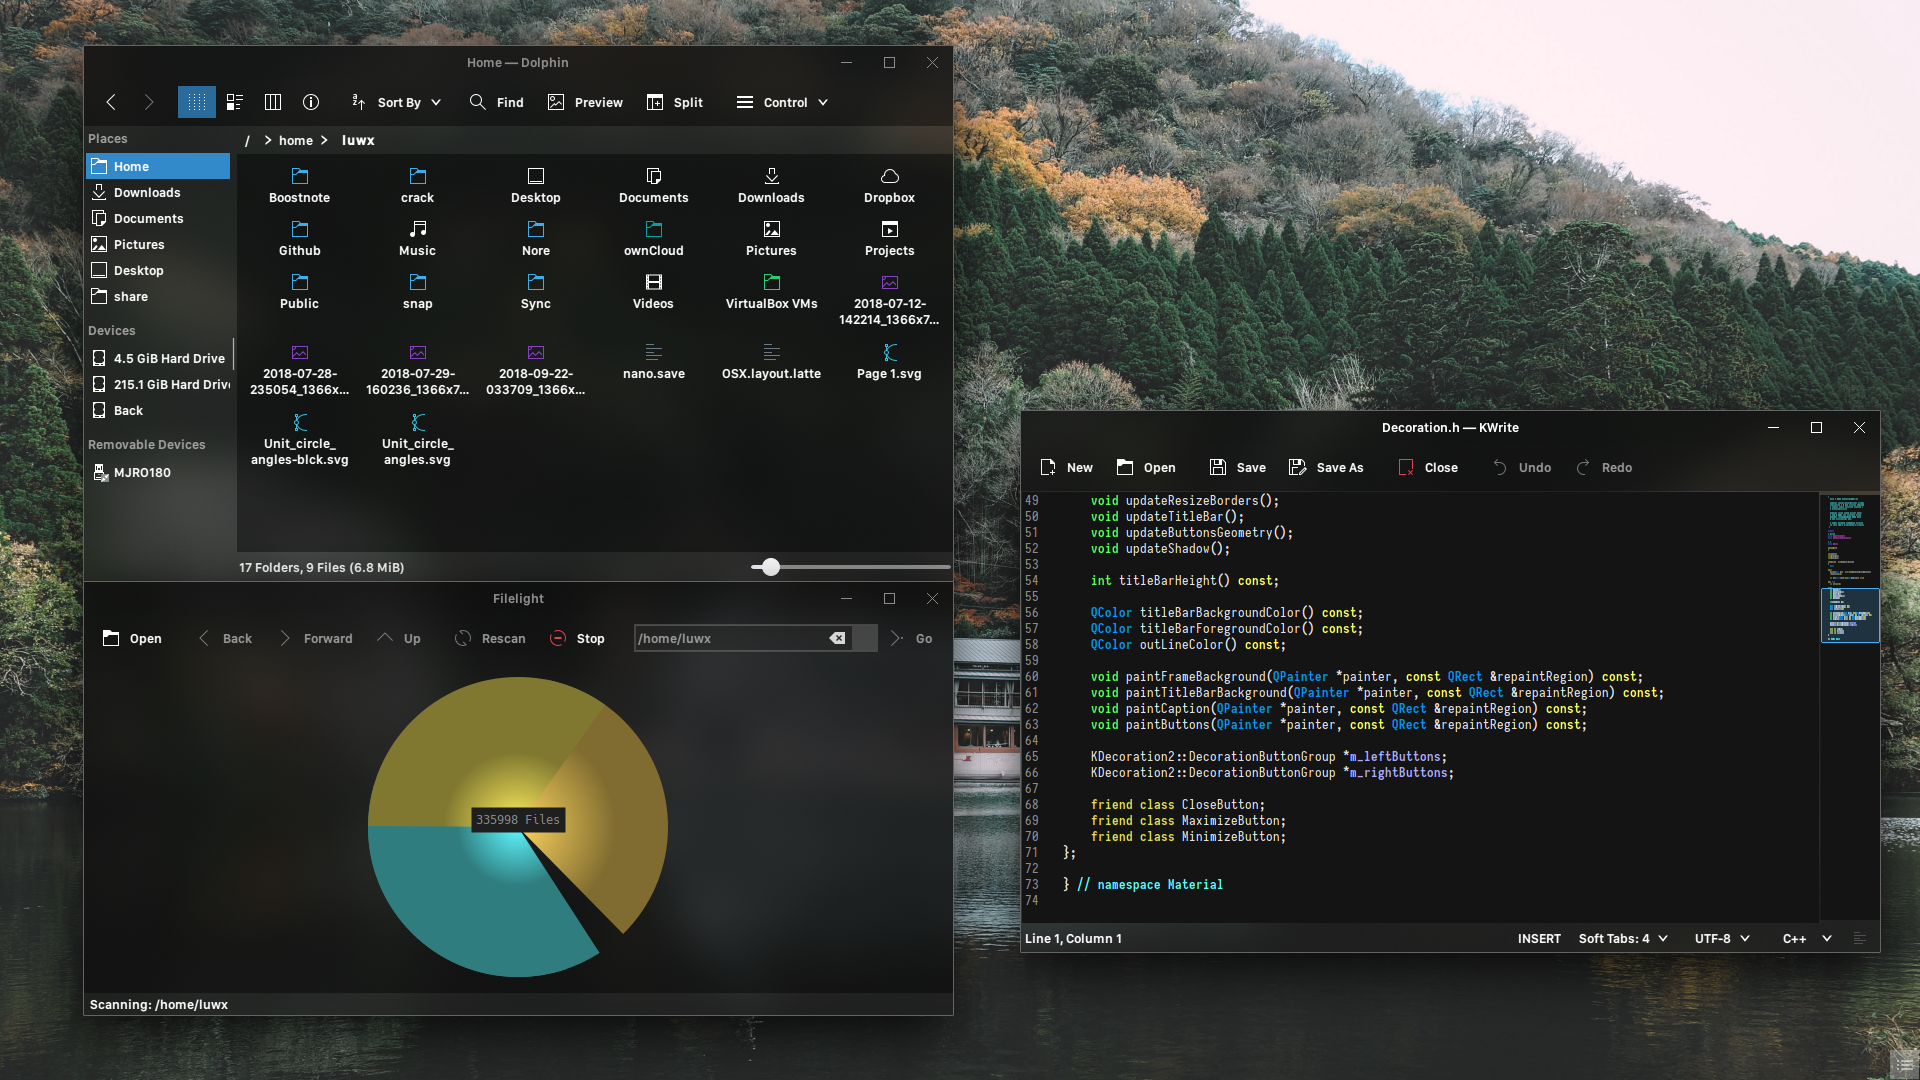 Home — Dolphin
Sort By
Find
Preview
Split
Control
Places
/ > home > luwx
Home
Downloads
Documents
Pictures
Desktop
share
Devices
4.5 GiB Hard Drive
215.1 GiB Hard Drive
Back
Removable Devices
MJRO180
Boostnote crack Desktop Documents Downloads Dropbox
Github Music Nore ownCloud Pictures Projects
Public snap Sync Videos VirtualBox VMs 2018-07-12-
142214_1366x7...
2018-07-28- 2018-07-29- 2018-09-22- nano.save OSX.layout.latte Page 1.svg
235054_1366x... 160236_1366x7... 033709_1366x...
Unit_circle_ Unit_circle_
angles-blck.svg angles.svg
17 Folders, 9 Files (6.8 MiB)
Filelight
Open Back Forward Up Rescan Stop /home/luwx Go
335998 Files
Scanning: /home/luwx
Decoration.h — KWrite
New Open Save Save As Close Undo Redo
49 void updateResizeBorders();
50 void updateTitleBar();
51 void updateButtonsGeometry();
52 void updateShadow();
53
54 int titleBarHeight() const;
55
56 QColor titleBarBackgroundColor() const;
57 QColor titleBarForegroundColor() const;
58 QColor outLineColor() const;
59
60 void paintFrameBackground(QPainter *painter, const QRect &repaintRegion) const;
61 void paintTitleBarBackground(QPainter *painter, const QRect &repaintRegion) const;
62 void paintCaption(QPainter *painter, const QRect &repaintRegion) const;
63 void paintButtons(QPainter *painter, const QRect &repaintRegion) const;
64
65 KDecoration2::DecorationButtonGroup *m_leftButtons;
66 KDecoration2::DecorationButtonGroup *m_rightButtons;
67
68 friend class CloseButton;
69 friend class MaximizeButton;
70 friend class MinimizeButton;
71 };
72
73 } // namespace Material
74
Line 1, Column 1
INSERT Soft Tabs: 4 UTF-8 C++